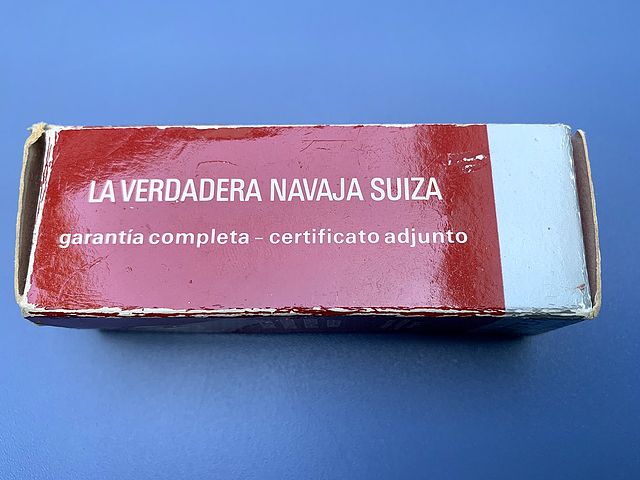 LA VERDADERA NAVAJA SUIZA
garantía completa – certificato adjunto